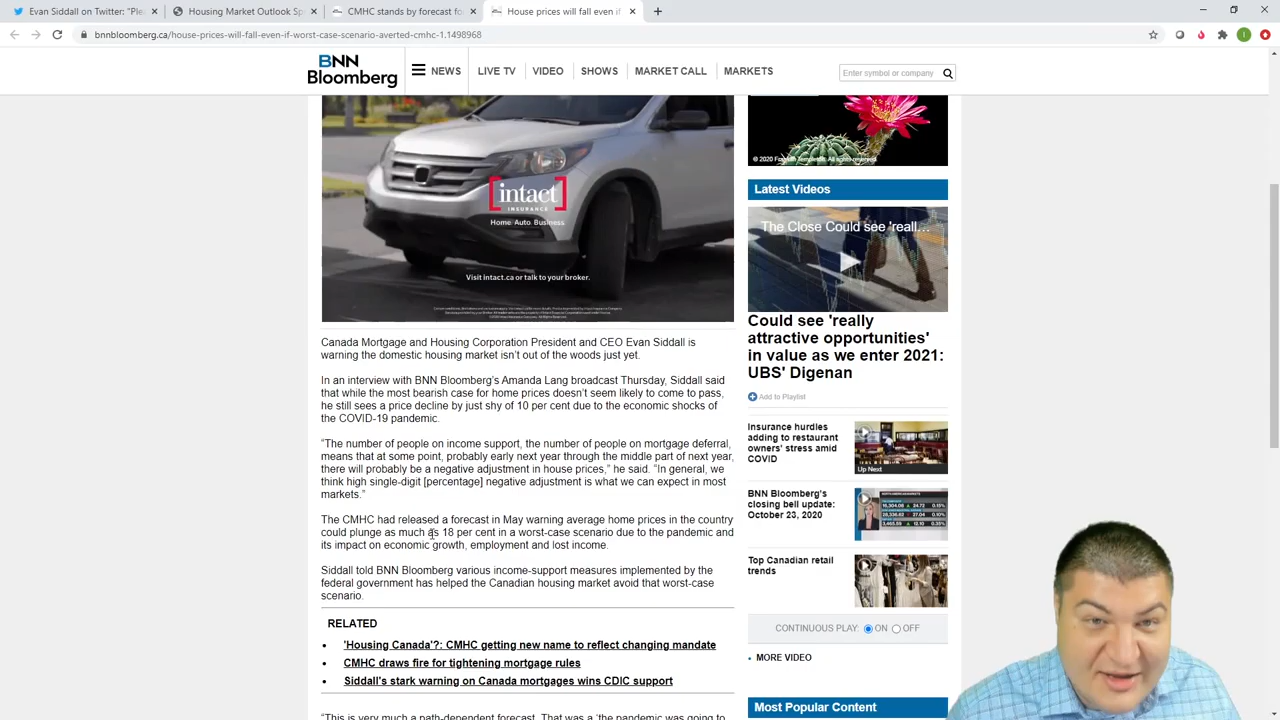 Evan Siddall on Twitter: "Ple
Housing Market Outlook Sp
CMHC stands by forecast fo
House prices will fall even if
bnnbloomberg.ca/house-prices-will-fall-even-if-worst-case-scenario-averted-cmhc-1.1498968
BNN
Bloomberg
NEWS
LIVE TV
VIDEO
SHOWS
MARKET CALL
MARKETS
Enter symbol or company
intact
INSURANCE
Home Auto Business
Visit intact.ca or talk to your broker.
Canada Mortgage and Housing Corporation President and CEO Evan Siddall is
warning the domestic housing market isn't out of the woods just yet.
In an interview with BNN Bloomberg's Amanda Lang broadcast Thursday, Siddall said
that while the most bearish case for home prices doesn't seem likely to come to pass,
he still sees a price decline by just shy of 10 per cent due to the economic shocks of
the COVID-19 pandemic.
"The number of people on income support, the number of people on mortgage deferral,
means that at some point, probably early next year through the middle part of next year,
there will probably be a negative adjustment in house prices," he said. "In general, we
think high single-digit [percentage] negative adjustment is what we can expect in most
markets."
The CMHC had released a forecast in May warning average home prices in the country
could plunge as much as 18 per cent in a worst-case scenario due to the pandemic and
its impact on economic growth, employment and lost income.
Siddall told BNN Bloomberg various income-support measures implemented by the
federal government has helped the Canadian housing market avoid that worst-case
scenario.
RELATED
'Housing Canada'?: CMHC getting new name to reflect changing mandate
CMHC draws fire for tightening mortgage rules
Siddall's stark warning on Canada mortgages wins CDIC support
"This is very much a path-dependent forecast. That was a 'the pandemic was going to
Latest Videos
The Close Could see 'reall...
Could see 'really
attractive opportunities'
in value as we enter 2021:
UBS' Digenan
Add to Playlist
Insurance hurdles
adding to restaurant
owners' stress amid
COVID
Up Next
BNN Bloomberg's
closing bell update:
October 23, 2020
Top Canadian retail
trends
CONTINUOUS PLAY: ON OFF
MORE VIDEO
Most Popular Content